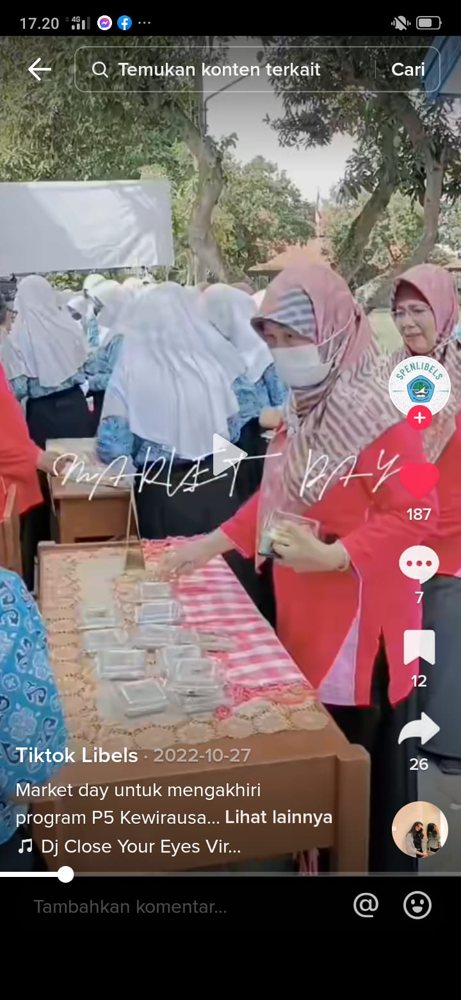 17.20 4G
Temukan konten terkait Cari
SPENLIBELS
MARKET DAY
187
7
12
26
Tiktok Libels · 2022-10-27
Market day untuk mengakhiri
program P5 Kewirausa... Lihat lainnya
Dj Close Your Eyes Vir...
Tambahkan komentar...
@